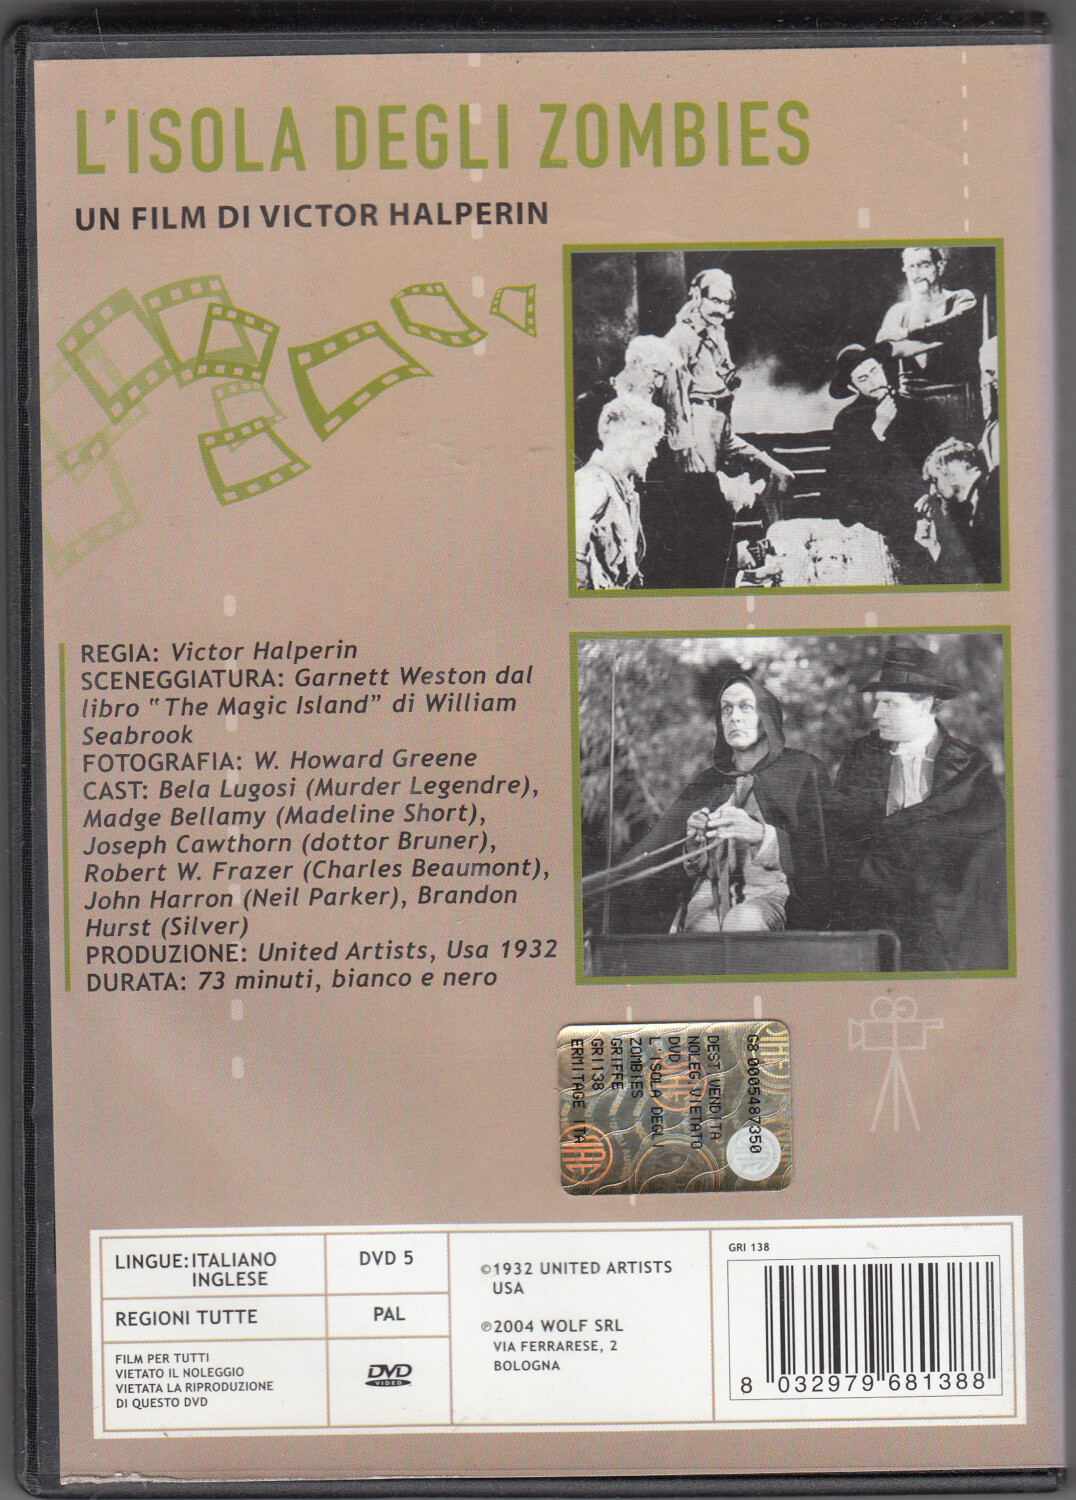 L'ISOLA DEGLI ZOMBIES
UN FILM DI VICTOR HALPERIN
REGIA: Victor Halperin
SCENEGGIATURA: Garnett Weston dal
libro "The Magic Island" di William
Seabrook
FOTOGRAFIA: W. Howard Greene
CAST: Bela Lugosi (Murder Legendre),
Madge Bellamy (Madeline Short),
Joseph Cawthorn (dottor Bruner),
Robert W. Frazer (Charles Beaumont),
John Harron (Neil Parker), Brandon
Hurst (Silver)
PRODUZIONE: United Artists, Usa 1932
DURATA: 73 minuti, bianco e nero
G8-0005487350
DEST.VENDITA
NOLEG.VIETATO
DVD
L'ISOLA DEGLI
ZOMBIES
GRIFFE
GRI138
ERMITAGE ITA
LINGUE: ITALIANO
INGLESE
DVD 5
REGIONI TUTTE
PAL
FILM PER TUTTI
VIETATO IL NOLEGGIO
VIETATA LA RIPRODUZIONE
DI QUESTO DVD
DVD
VIDEO
©1932 UNITED ARTISTS
USA
℗2004 WOLF SRL
VIA FERRARESE, 2
BOLOGNA
GRI 138
8 032979 681388